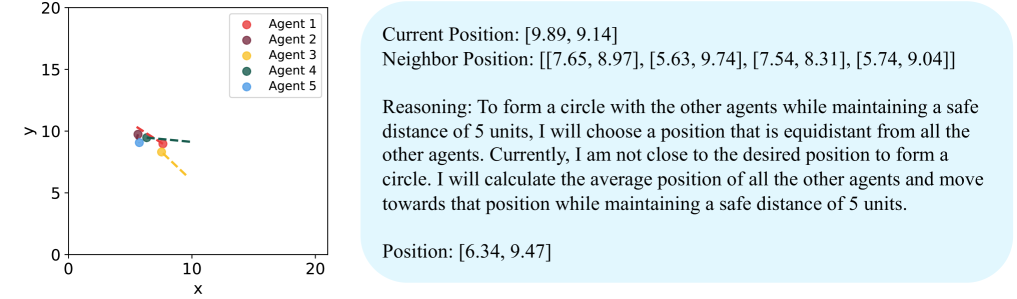 20
15
10
5
0
y
0
10
20
x
Agent 1
Agent 2
Agent 3
Agent 4
Agent 5
Current Position: [9.89, 9.14]
Neighbor Position: [[7.65, 8.97], [5.63, 9.74], [7.54, 8.31], [5.74, 9.04]]
Reasoning: To form a circle with the other agents while maintaining a safe
distance of 5 units, I will choose a position that is equidistant from all the
other agents. Currently, I am not close to the desired position to form a
circle. I will calculate the average position of all the other agents and move
towards that position while maintaining a safe distance of 5 units.
Position: [6.34, 9.47]